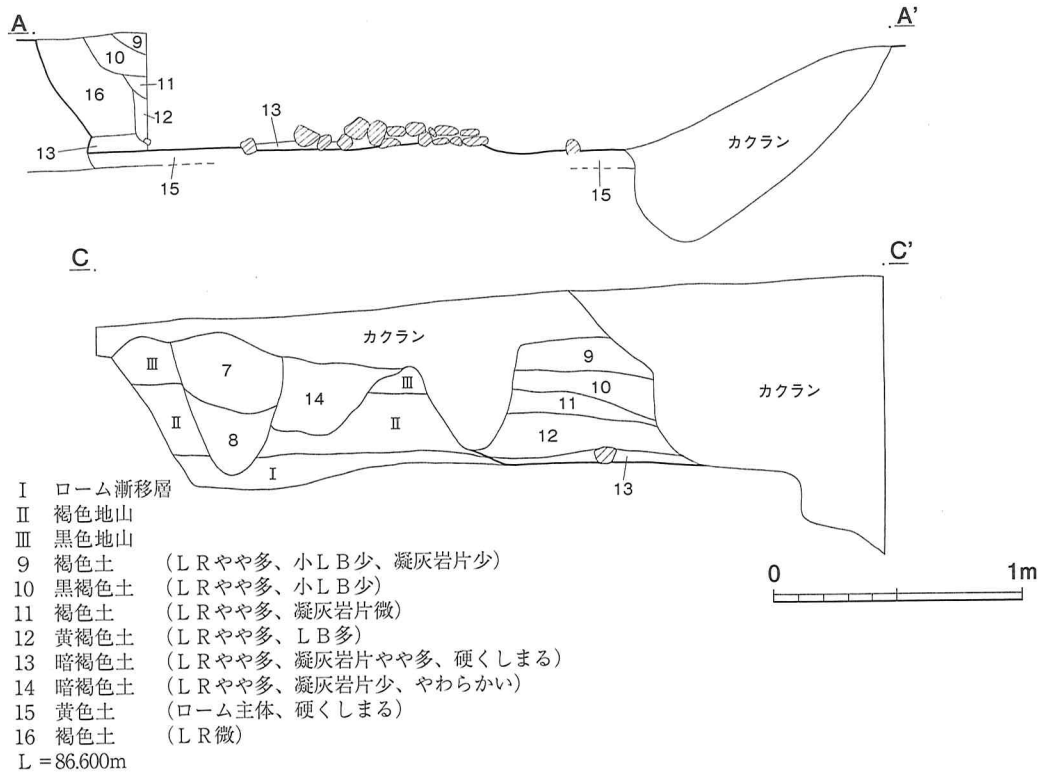 A A'
9
10
11
16
12
13
13
カクラン
15
15
C C'
カクラン
Ⅲ
7
9
Ⅲ
10
カクラン
14
11
Ⅱ
Ⅱ
8
12
Ⅰ
13
Ⅰ ローム漸移層
Ⅱ 褐色地山
Ⅲ 黒色地山
9 褐色土 (LRやや多、小LB少、凝灰岩片少)
10 黒褐色土 (LRやや多、小LB少)
11 褐色土 (LRやや多、凝灰岩片微)
12 黄褐色土 (LRやや多、LB多)
13 暗褐色土 (LRやや多、凝灰岩片やや多、硬くしまる)
14 暗褐色土 (LRやや多、凝灰岩片少、やわらかい)
15 黄色土 (ローム主体、硬くしまる)
16 褐色土 (LR微)
L=86.600m
0 1m